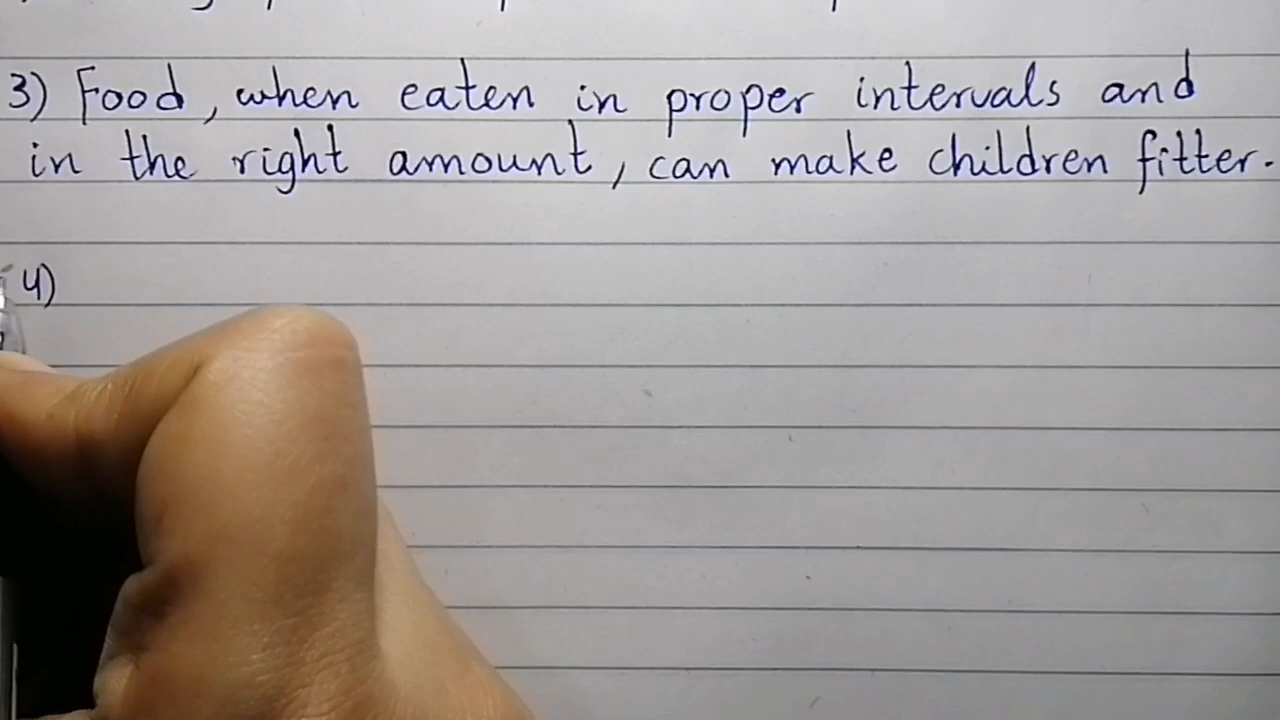 3) Food, when eaten in proper intervals and
in the right amount, can make children fitter.
4)